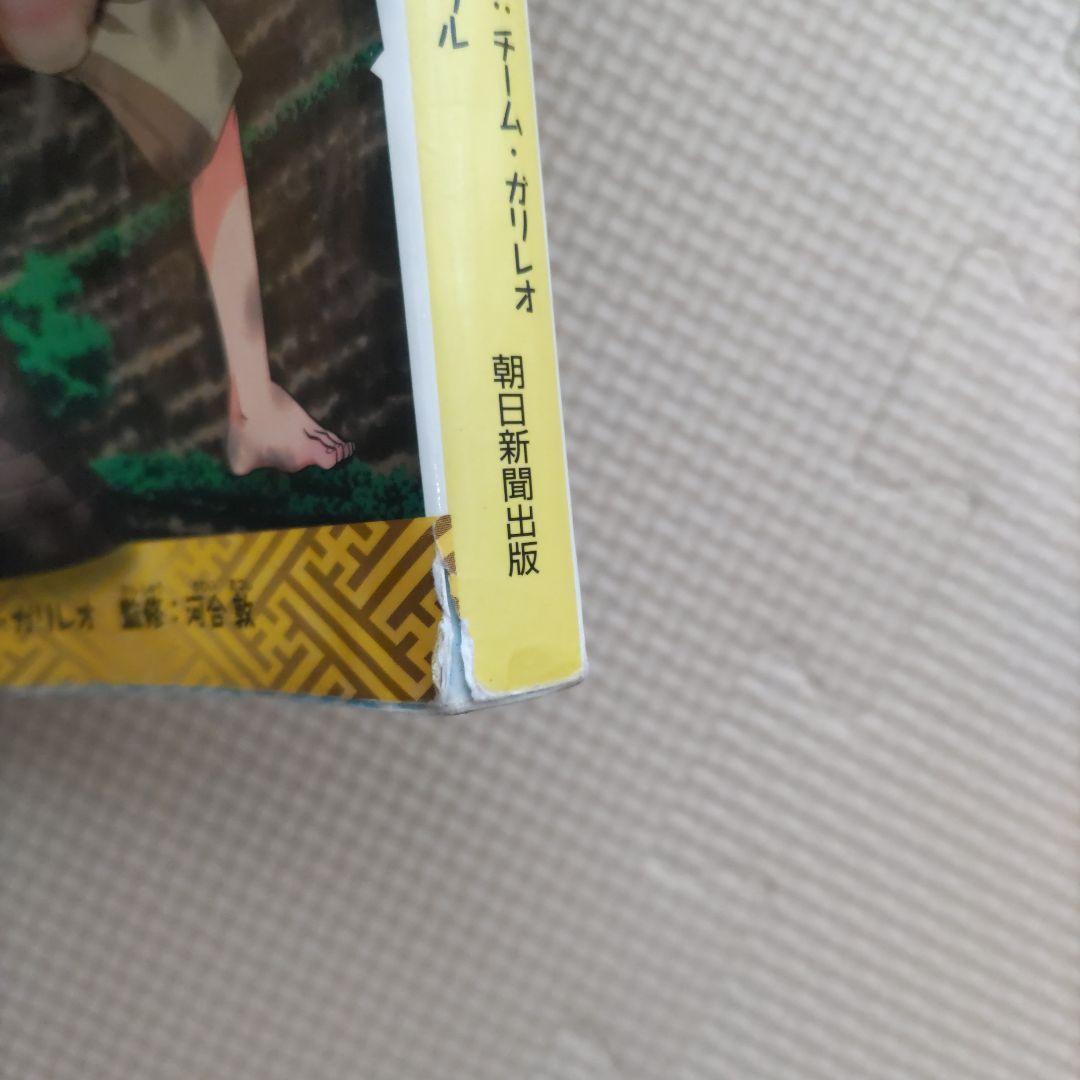 ル
：チーム・ガリレオ
朝日新聞出版
・ガリレオ 監修：河合敦